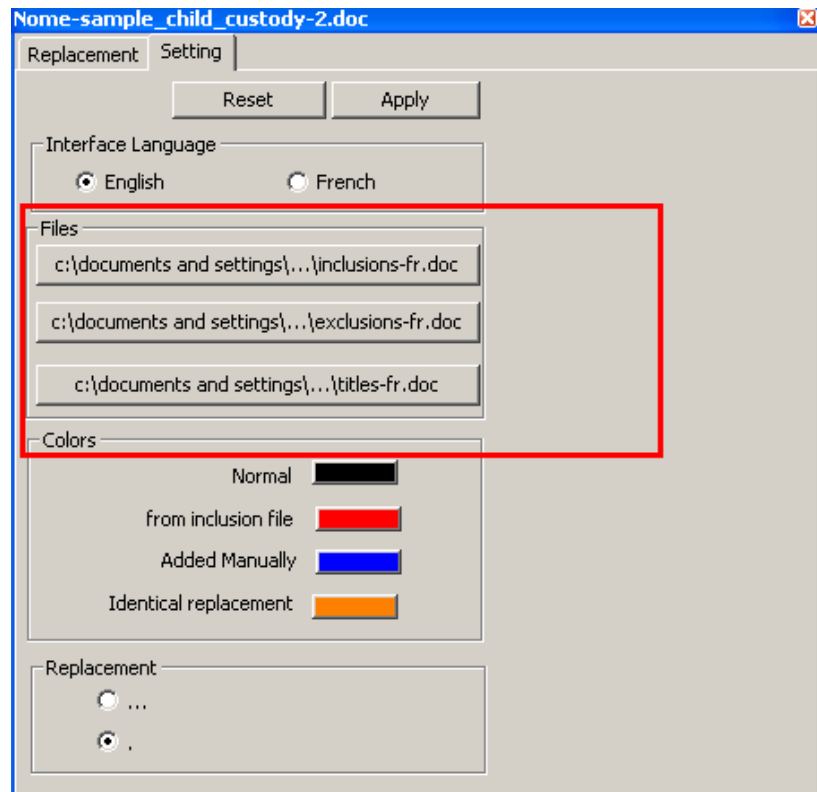 Nome-sample_child_custody-2.doc
Replacement Setting
Reset Apply
Interface Language
English French
Files
c:\documents and settings\...\inclusions-fr.doc
c:\documents and settings\...\exclusions-fr.doc
c:\documents and settings\...\titles-fr.doc
Colors
Normal
from inclusion file
Added Manually
Identical replacement
Replacement
...
.